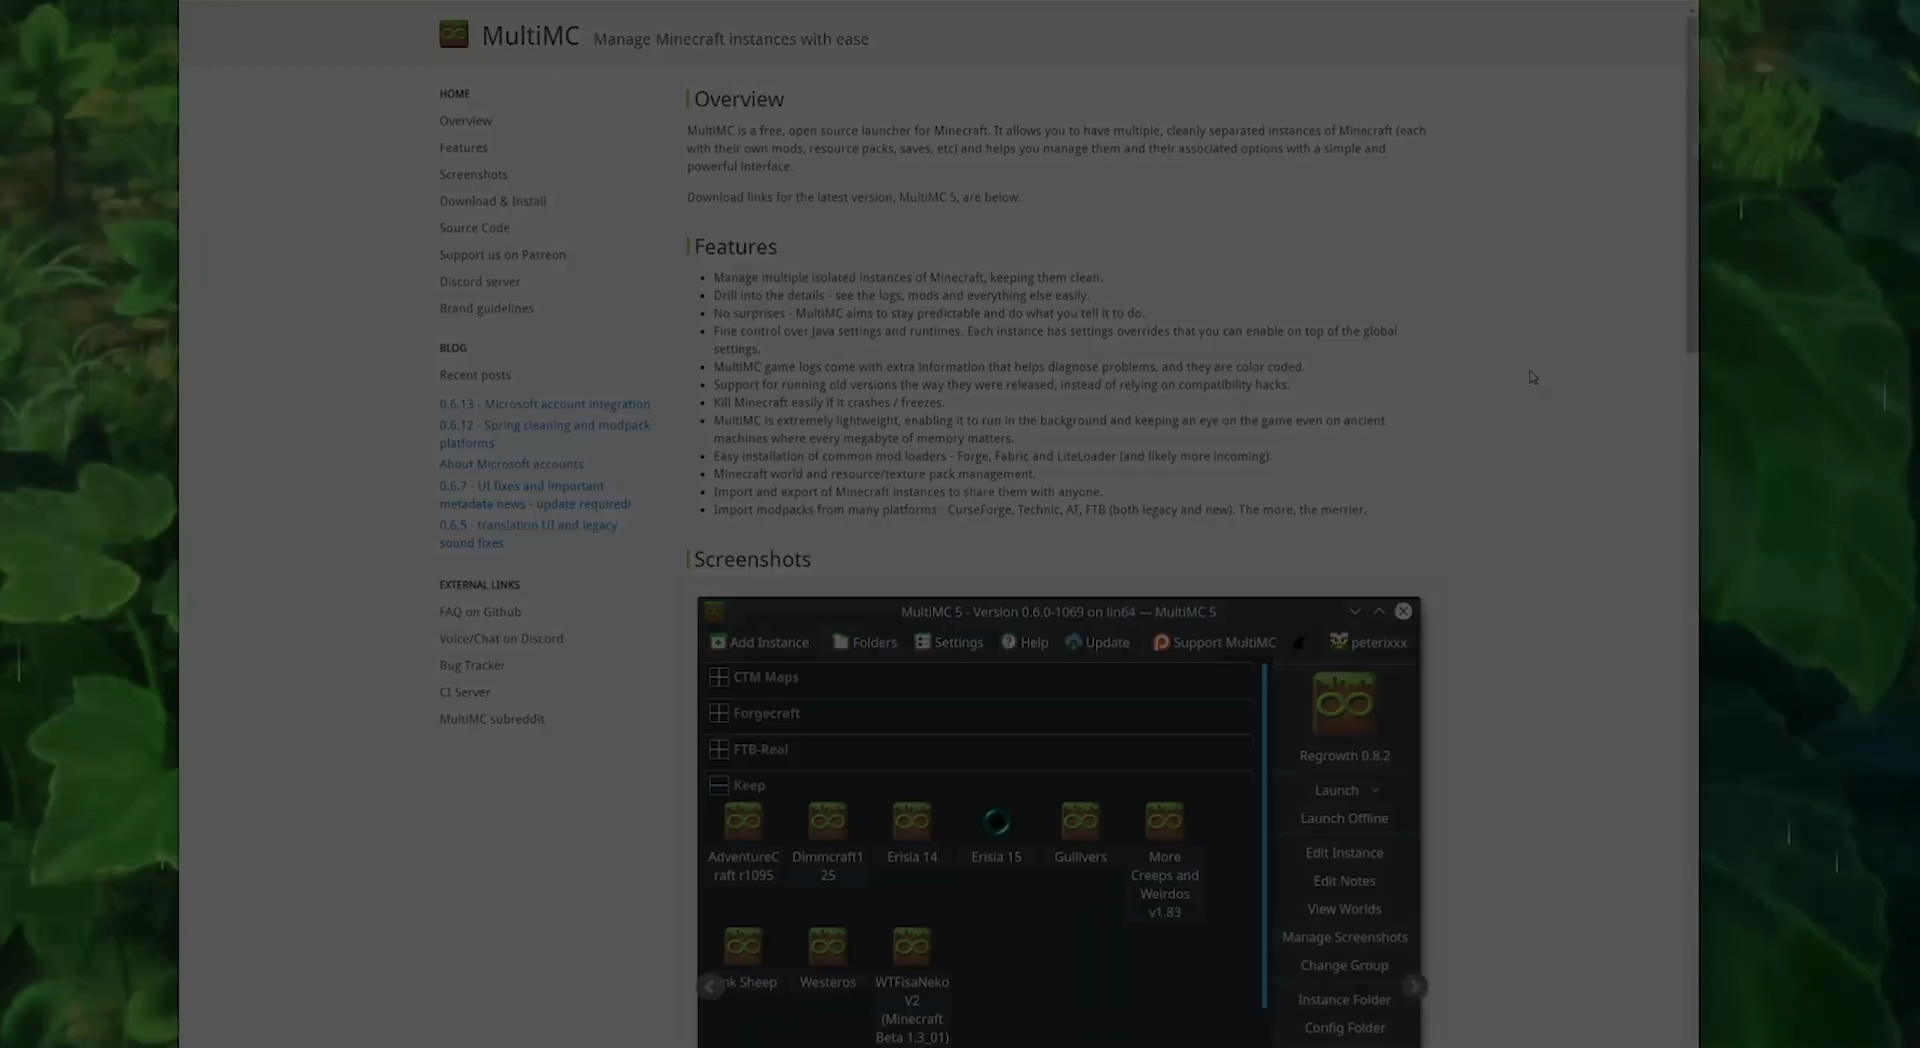 MultiMC Manage Minecraft instances with ease
HOME
Overview
Features
Screenshots
Download & Install
Source Code
Support us on Patreon
Discord server
Brand guidelines
BLOG
Recent posts
0.6.13 - Microsoft account integration
0.6.12 - Spring cleaning and modpack
platforms
About Microsoft accounts
0.6.7 - UI fixes and important
metadata news - update required!
0.6.5 - translation UI and legacy
sound fixes
EXTERNAL LINKS
FAQ on Github
Voice/Chat on Discord
Bug Tracker
CI Server
MultiMC subreddit
Overview
MultiMC is a free, open source launcher for Minecraft. It allows you to have multiple, cleanly separated instances of Minecraft (each
with their own mods, resource packs, saves, etc) and helps you manage them and their associated options with a simple and
powerful interface.
Download links for the latest version, MultiMC 5, are below.
Features
• Manage multiple isolated instances of Minecraft, keeping them clean.
• Drill into the details - see the logs, mods and everything else easily.
• No surprises - MultiMC aims to stay predictable and do what you tell it to do.
• Fine control over Java settings and runtimes. Each instance has settings overrides that you can enable on top of the global
settings.
• MultiMC game logs come with extra information that helps diagnose problems, and they are color coded.
• Support for running old versions the way they were released, instead of relying on compatibility hacks.
• Kill Minecraft easily if it crashes / freezes.
• MultiMC is extremely lightweight, enabling it to run in the background and keeping an eye on the game even on ancient
machines where every megabyte of memory matters.
• Easy installation of common mod loaders - Forge, Fabric and LiteLoader (and likely more incoming).
• Minecraft world and resource/texture pack management.
• Import and export of Minecraft instances to share them with anyone.
• Import modpacks from many platforms - CurseForge, Technic, AT, FTB (both legacy and new). The more, the merrier.
Screenshots
MultiMC 5 - Version 0.6.0-1069 on lin64 — MultiMC 5
Add Instance Folders Settings Help Update Support MultiMC peterixxx
CTM Maps
Forgecraft
FTB-Real
Keep
AdventureC
raft r1095
Dimmcraft1
25
Erisia 14
Erisia 15
Gullivers
More
Creeps and
Weirdos
v1.83
nk Sheep
Westeros
WTFisaNeko
V2
(Minecraft
Beta 1.3_01)
Regrowth 0.8.2
Launch
Launch Offline
Edit Instance
Edit Notes
View Worlds
Manage Screenshots
Change Group
Instance Folder
Config Folder